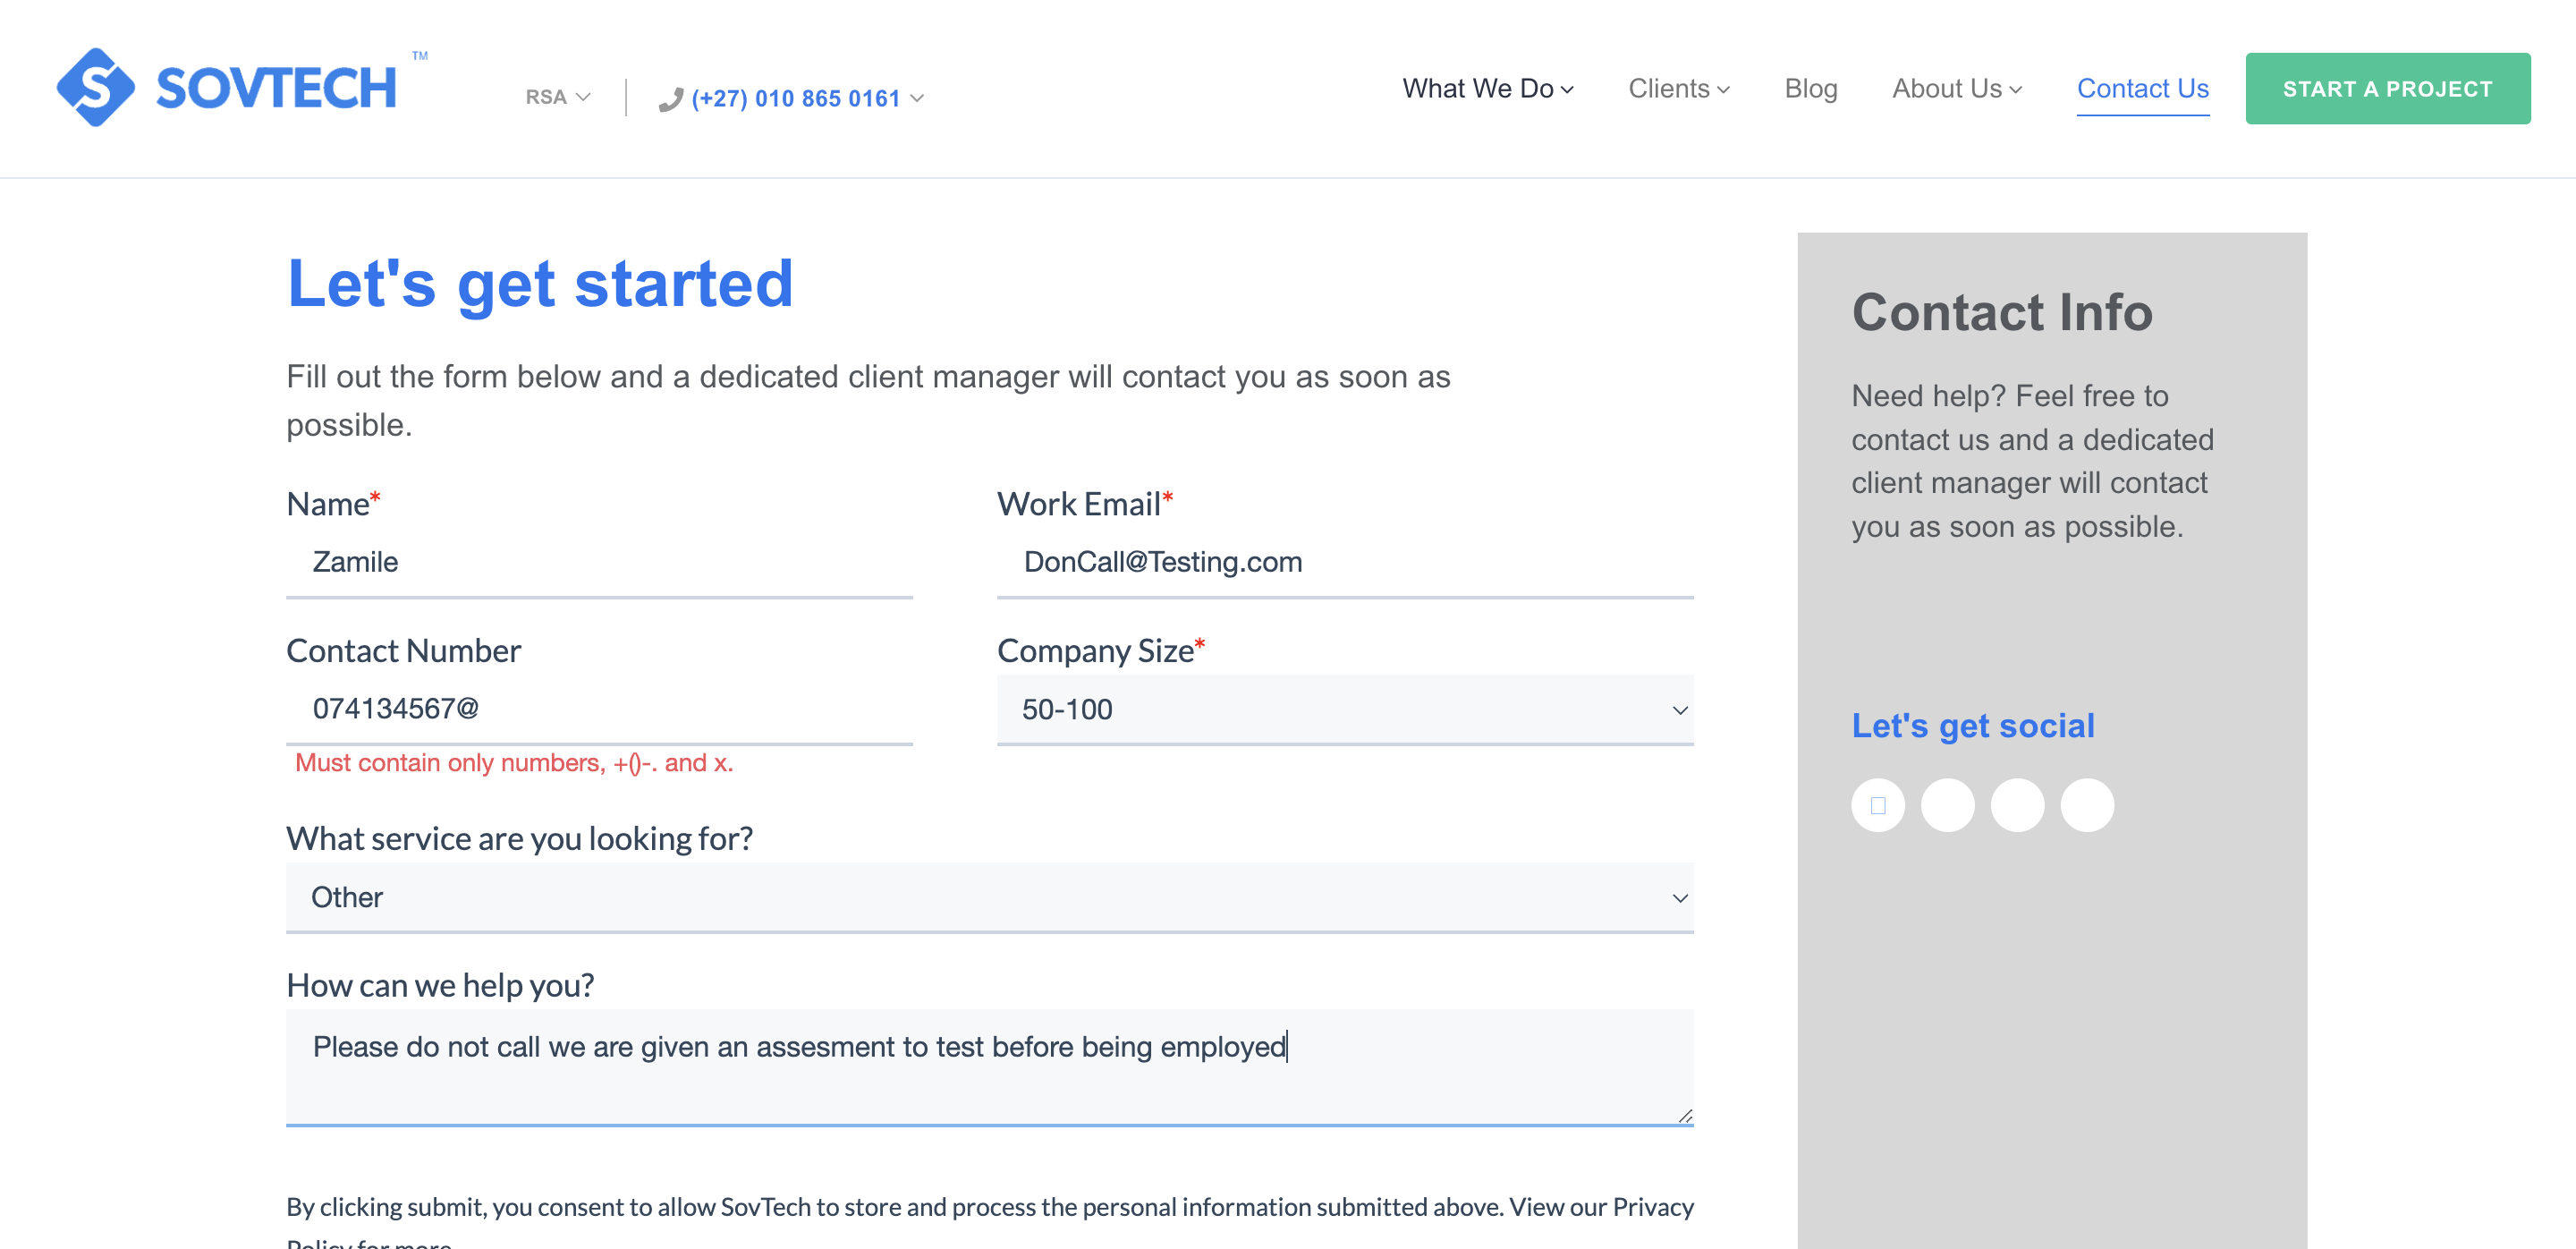 SOVTECH ™
RSA
(+27) 010 865 0161
What We Do
Clients
Blog
About Us
Contact Us
START A PROJECT
Let's get started
Fill out the form below and a dedicated client manager will contact you as soon as
possible.
Name*
Work Email*
Zamile
DonCall@Testing.com
Contact Number
Company Size*
074134567@
50-100
Must contain only numbers, +()-. and x.
What service are you looking for?
Other
How can we help you?
Please do not call we are given an assesment to test before being employed
By clicking submit, you consent to allow SovTech to store and process the personal information submitted above. View our Privacy
Policy for more
Contact Info
Need help? Feel free to
contact us and a dedicated
client manager will contact
you as soon as possible.
Let's get social